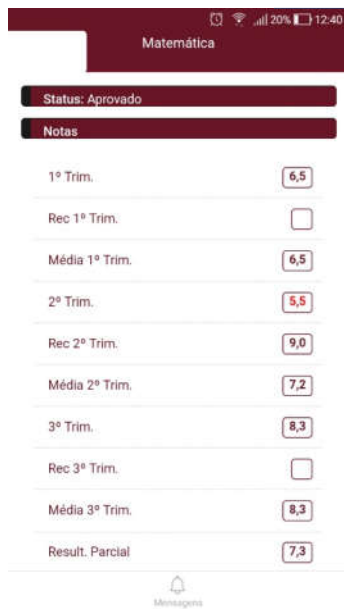 20% 12:40
Matemática
Status: Aprovado
Notas
1º Trim. 6,5
Rec 1º Trim.
Média 1º Trim. 6,5
2º Trim. 5,5
Rec 2º Trim. 9,0
Média 2º Trim. 7,2
3º Trim. 8,3
Rec 3º Trim.
Média 3º Trim. 8,3
Result. Parcial 7,3
Mensagens